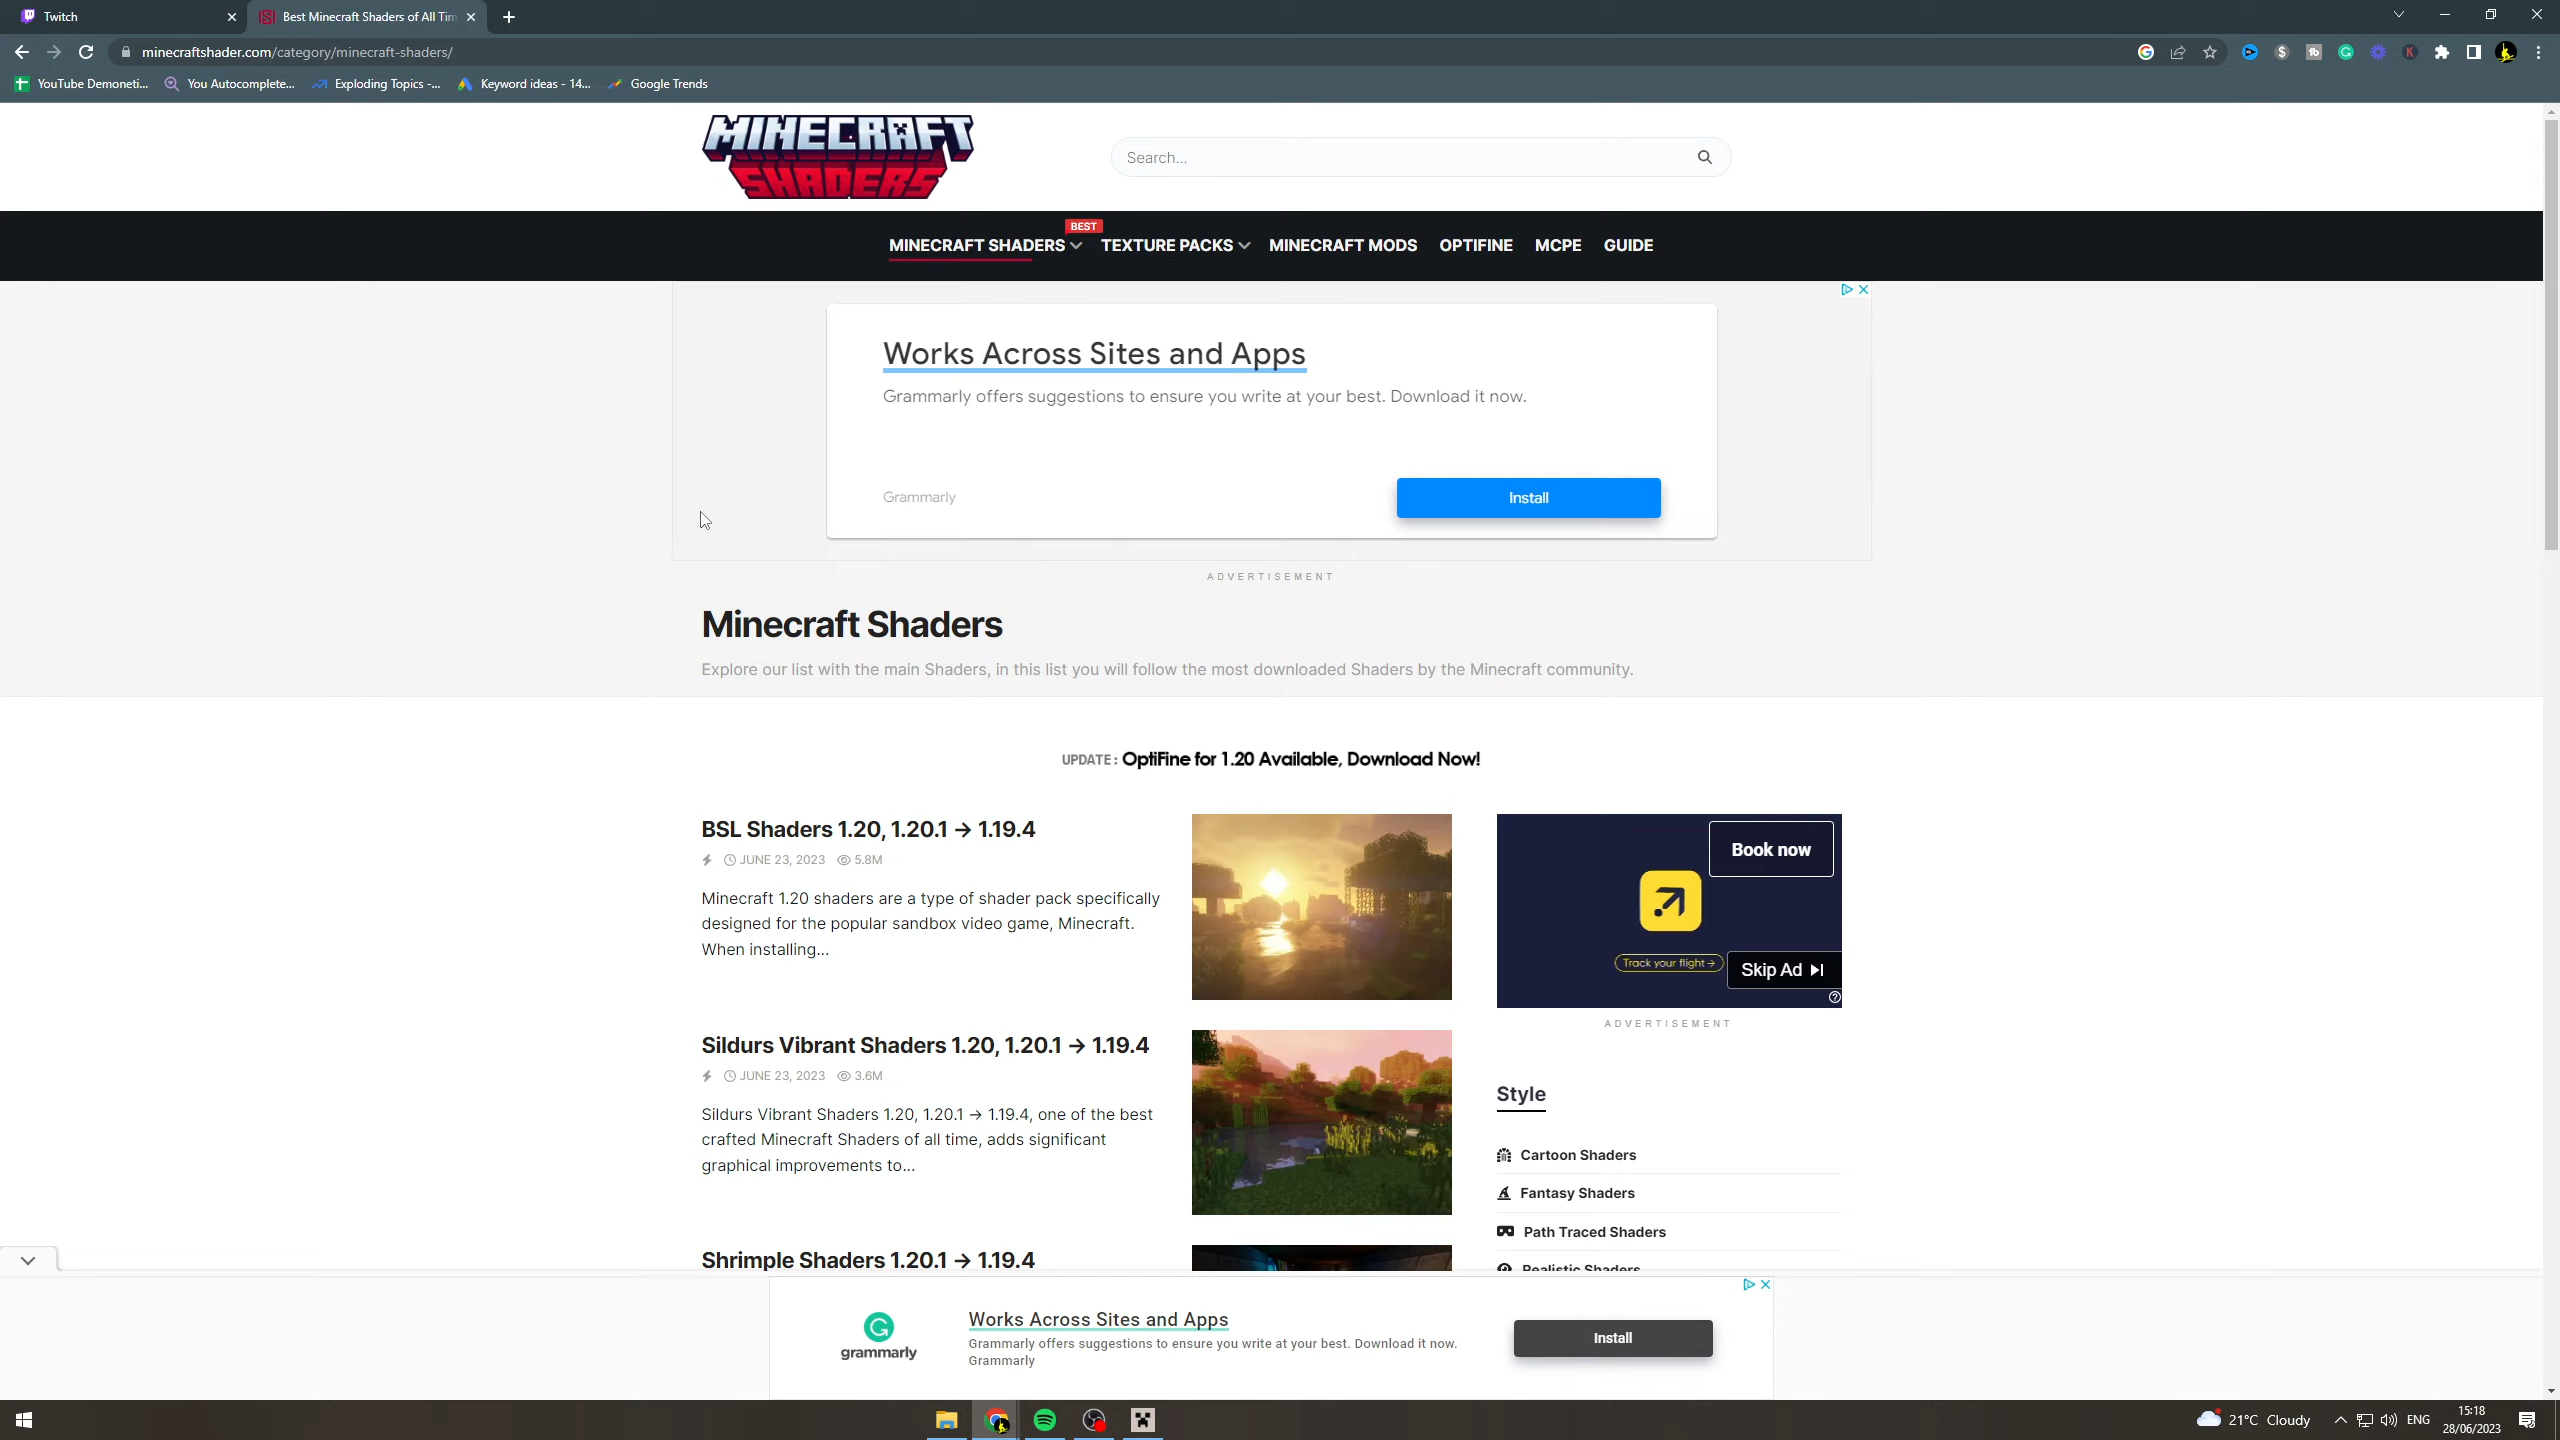 Twitch
Best Minecraft Shaders of All Tim
minecraftshader.com/category/minecraft-shaders/
YouTube Demoneti...
You Autocomplete...
Exploding Topics -...
Keyword ideas - 14...
Google Trends
MINECRAFT
SHADERS
Search...
BEST
MINECRAFT SHADERS
TEXTURE PACKS
MINECRAFT MODS
OPTIFINE
MCPE
GUIDE
Works Across Sites and Apps
Grammarly offers suggestions to ensure you write at your best. Download it now.
Grammarly
Install
ADVERTISEMENT
Minecraft Shaders
Explore our list with the main Shaders, in this list you will follow the most downloaded Shaders by the Minecraft community.
UPDATE: OptiFine for 1.20 Available, Download Now!
BSL Shaders 1.20, 1.20.1 → 1.19.4
JUNE 23, 2023 5.8M
Minecraft 1.20 shaders are a type of shader pack specifically
designed for the popular sandbox video game, Minecraft.
When installing...
Book now
Track your flight →
Skip Ad
ADVERTISEMENT
Sildurs Vibrant Shaders 1.20, 1.20.1 → 1.19.4
JUNE 23, 2023 3.6M
Sildurs Vibrant Shaders 1.20, 1.20.1 → 1.19.4, one of the best
crafted Minecraft Shaders of all time, adds significant
graphical improvements to...
Style
Cartoon Shaders
Fantasy Shaders
Path Traced Shaders
Realistic Shaders
Shrimple Shaders 1.20.1 → 1.19.4
grammarly
Works Across Sites and Apps
Grammarly offers suggestions to ensure you write at your best. Download it now.
Grammarly
Install
21°C Cloudy
ENG
15:18
28/06/2023